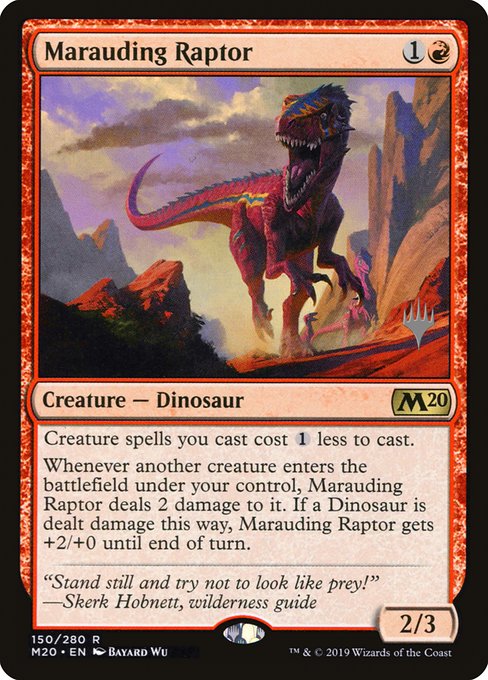 Marauding Raptor 1
Creature — Dinosaur M20
Creature spells you cast cost 1 less to cast.
Whenever another creature enters the
battlefield under your control, Marauding
Raptor deals 2 damage to it. If a Dinosaur is
dealt damage this way, Marauding Raptor gets
+2/+0 until end of turn.
“Stand still and try not to look like prey!”
—Skerk Hobnett, wilderness guide
2/3
150/280 R
M20 • EN Bayard Wu
™ & © 2019 Wizards of the Coast